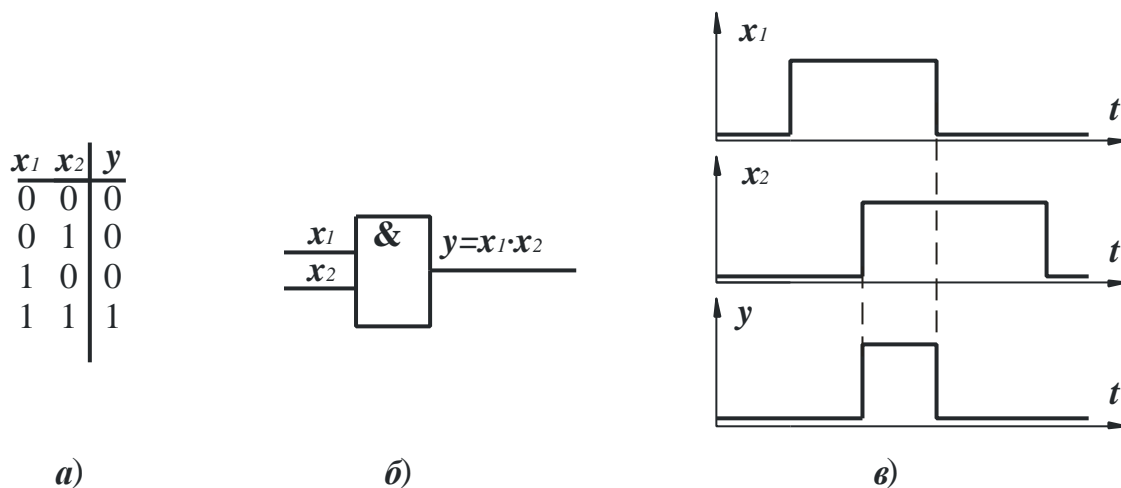 x1 x2 y
0 0 0
0 1 0
1 0 0
1 1 1
а)
x1
x2
&
y=x1·x2
б)
x1
t
x2
t
y
t
в)